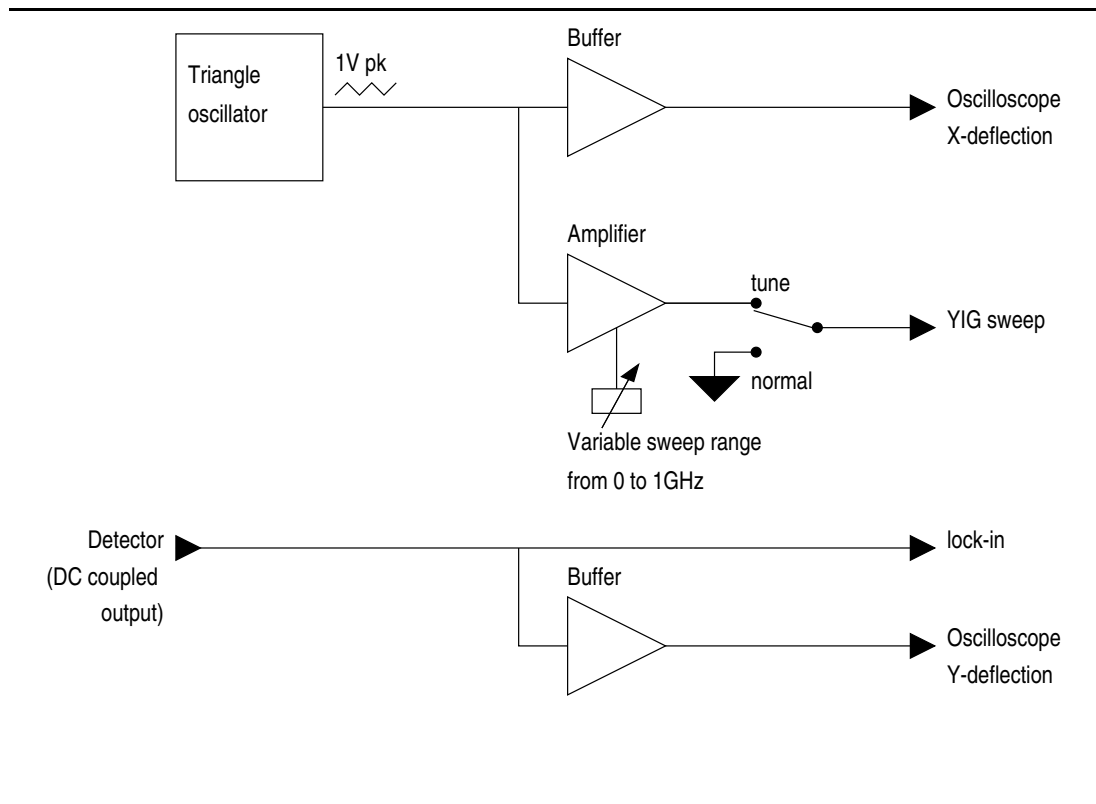 Buffer
Triangle
oscillator
1V pk
Oscilloscope
X-deflection
Amplifier
tune
YIG sweep
normal
Variable sweep range
from 0 to 1GHz
Detector
(DC coupled
output)
lock-in
Buffer
Oscilloscope
Y-deflection